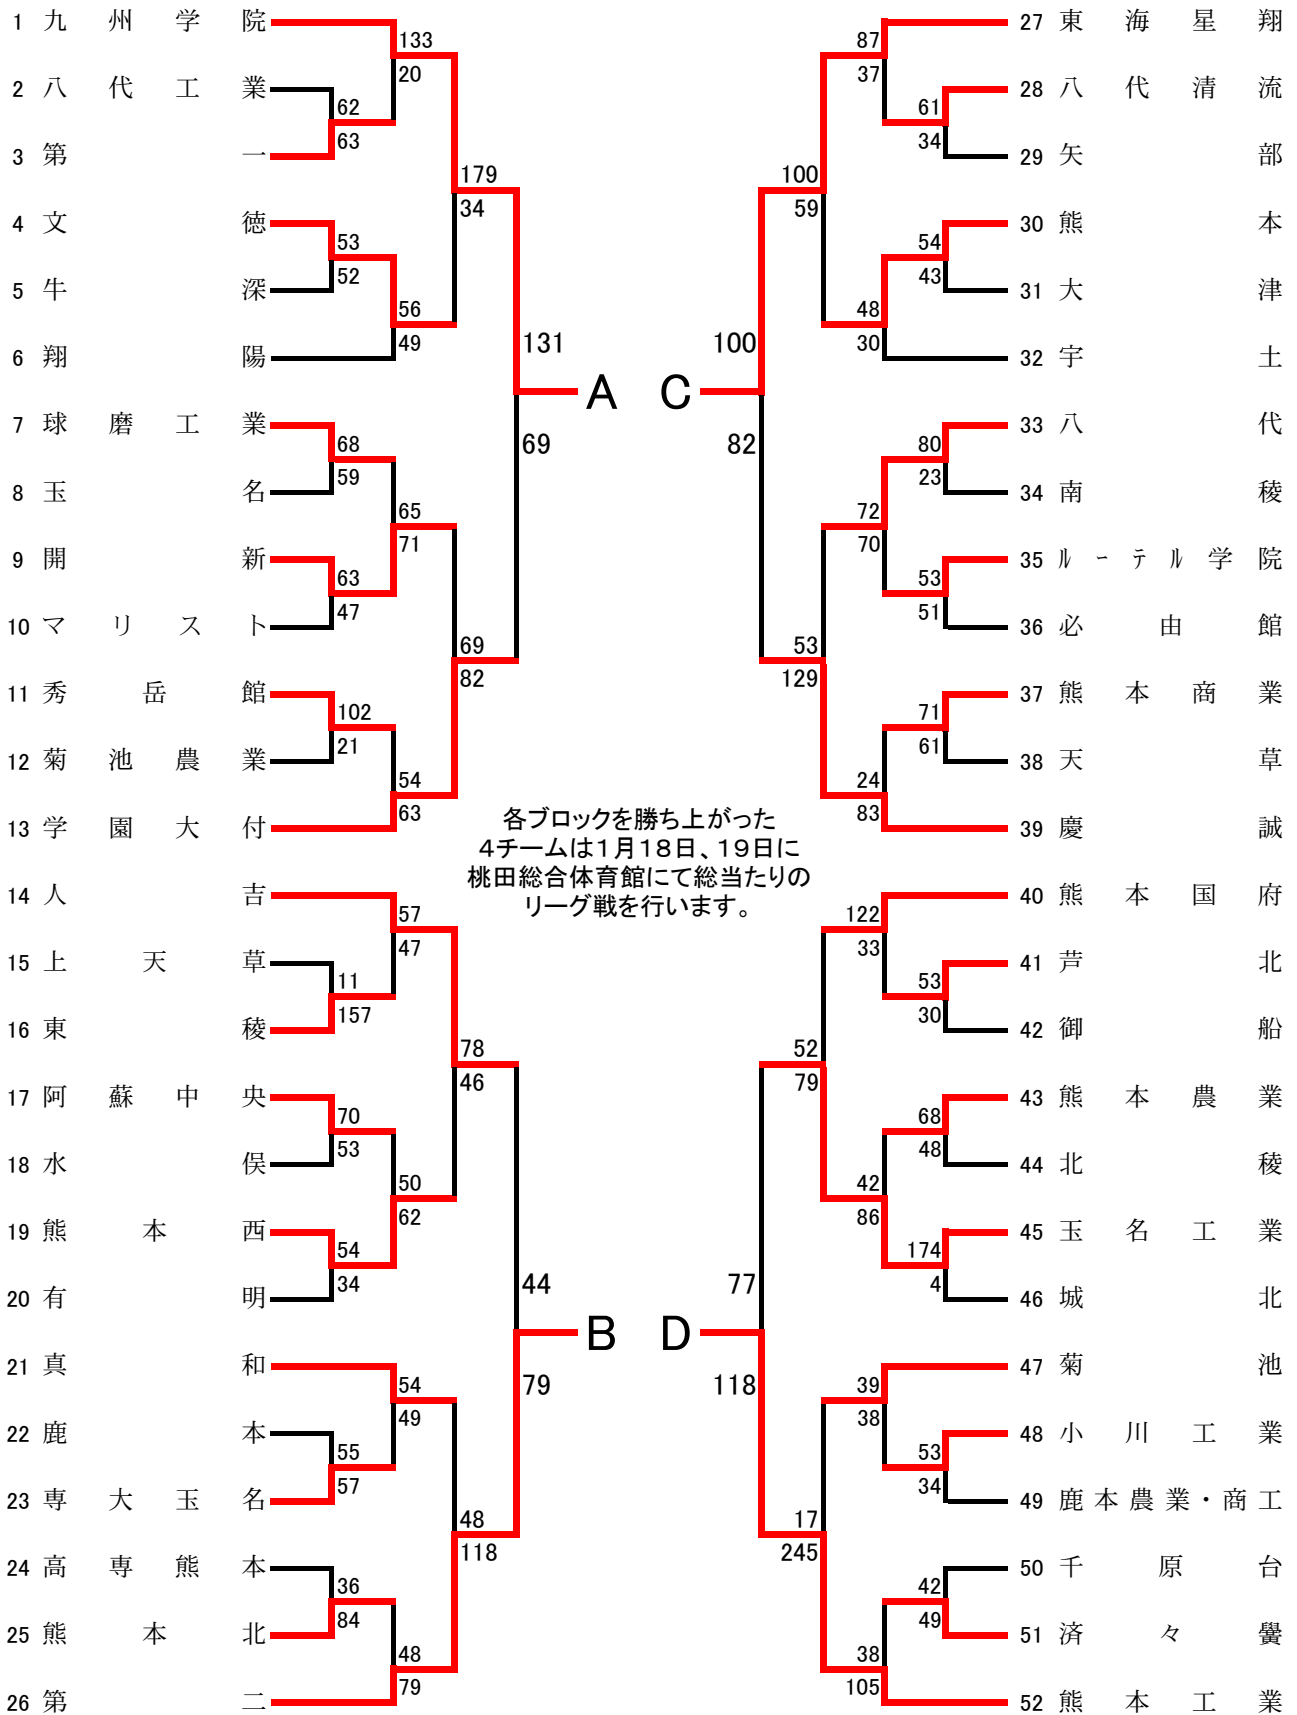 1 九州学院
133
20
2 八代工業
62
63
3 第一
179
34
4 文徳
53
52
5 牛深
56
49
6 翔陽
131
A
69
7 球磨工業
68
59
8 玉名
65
71
9 開新
63
47
10 マリスト
69
82
11 秀岳館
102
21
12 菊池農業
54
63
13 学園大付
14 人吉
57
47
15 上天草
11
157
16 東稜
78
46
17 阿蘇中央
70
53
18 水俣
50
62
19 熊本西
54
34
20 有明
44
B
79
21 真和
54
49
22 鹿本
55
57
23 専大玉名
48
118
24 高専熊本
36
84
25 熊本北
48
79
26 第二
各ブロックを勝ち上がった
4チームは1月18日、19日に
桃田総合体育館にて総当たりの
リーグ戦を行います。
27 東海星翔
87
37
28 八代清流
61
34
29 矢部
100
59
30 熊本
54
43
31 大津
48
30
32 宇土
100
C
82
33 八代
80
23
34 南稜
72
70
35 ルーテル学院
53
51
36 必由館
53
129
37 熊本商業
71
61
38 天草
24
83
39 慶誠
40 熊本国府
122
33
41 芦北
53
30
42 御船
52
79
43 熊本農業
68
48
44 北稜
42
86
45 玉名工業
174
4
46 城北
77
D
118
47 菊池
39
38
48 小川工業
53
34
49 鹿本農業・商工
17
245
50 千原台
42
49
51 済々黌
38
105
52 熊本工業